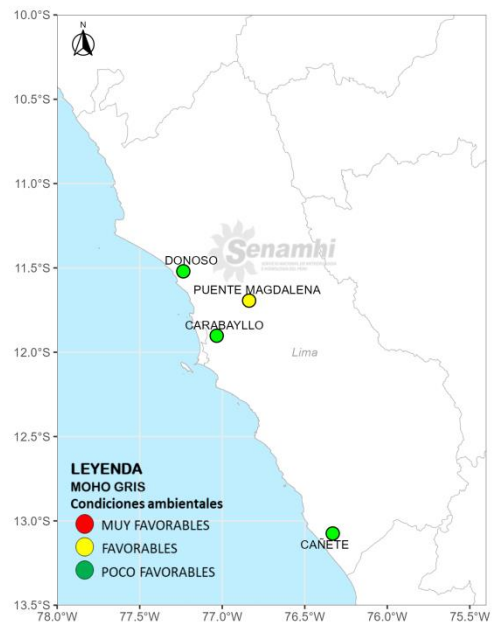 10.0°S
N
10.5°S
11.0°S
11.5°S
12.0°S
12.5°S
13.0°S
13.5°S
Senamhi
DONOSO
PUENTE MAGDALENA
CARABAYLLO
Lima
CAÑETE
LEYENDA
MOHO GRIS
Condiciones ambientales
MUY FAVORABLES
FAVORABLES
POCO FAVORABLES
78.0°W 77.5°W 77.0°W 76.5°W 76.0°W 75.5°W